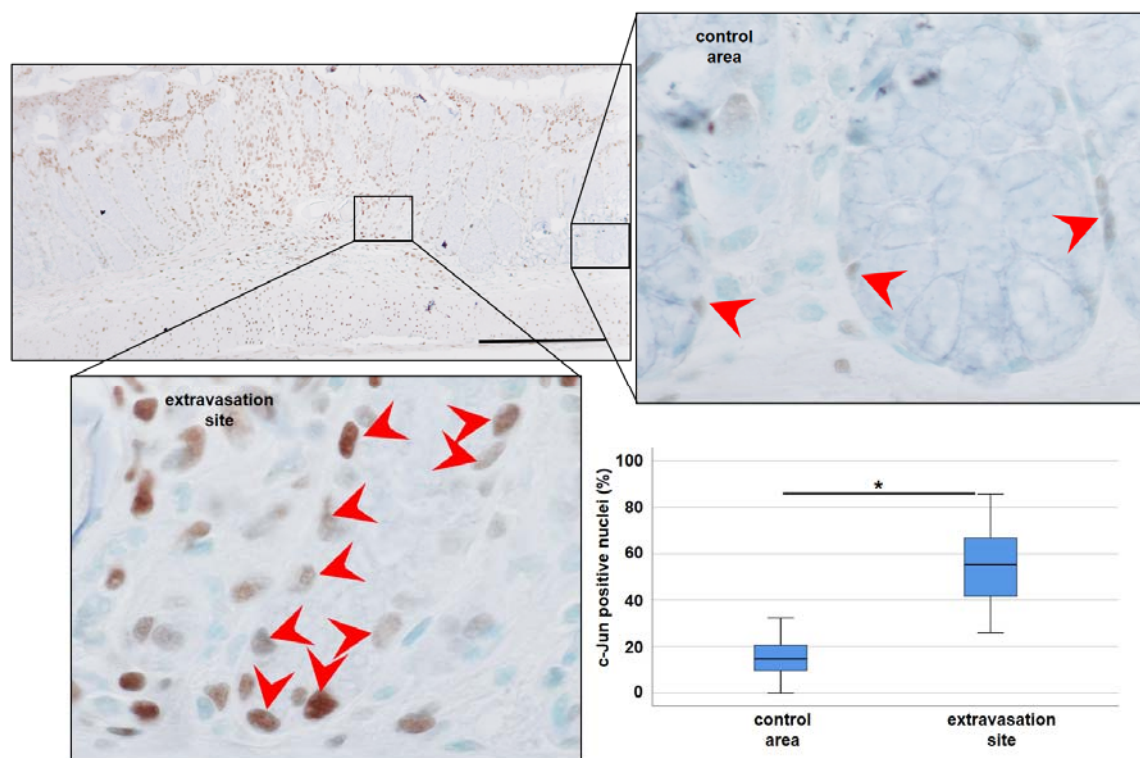 control
area
extravasation
site
c-Jun positive nuclei (%)
100
80
60
40
20
0
*
control
area
extravasation
site